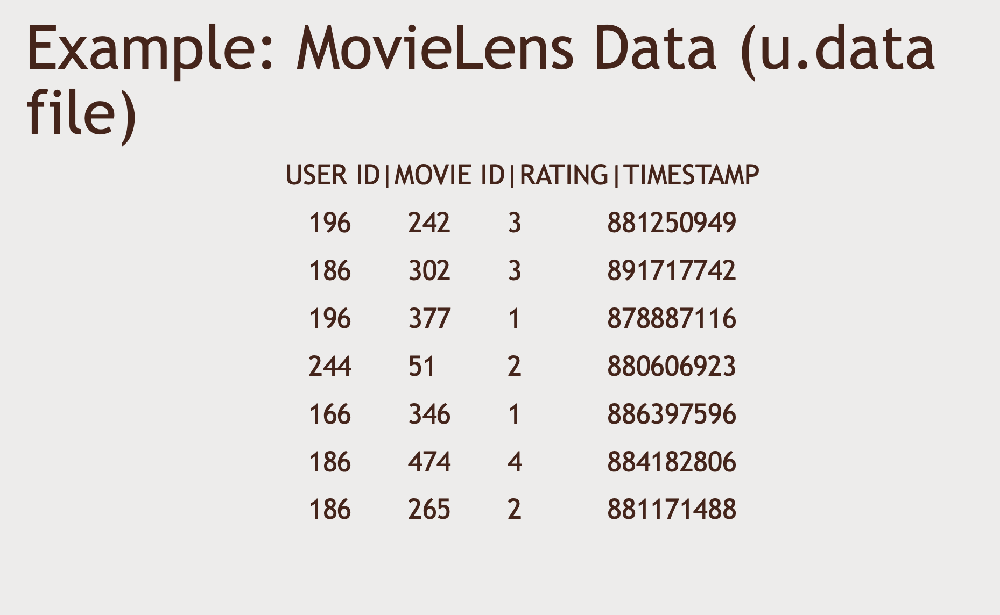 Example: MovieLens Data (u.data
file)
USER ID|MOVIE ID|RATING|TIMESTAMP
196 242 3 881250949
186 302 3 891717742
196 377 1 878887116
244 51 2 880606923
166 346 1 886397596
186 474 4 884182806
186 265 2 881171488